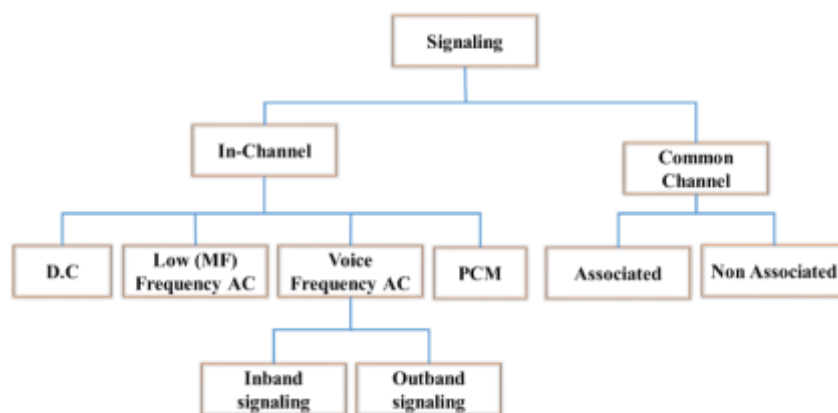 Signaling
In-Channel
Common
Channel
D.C
Low (MF)
Frequency AC
Voice
Frequency AC
PCM
Associated
Non Associated
Inband
signaling
Outband
signaling